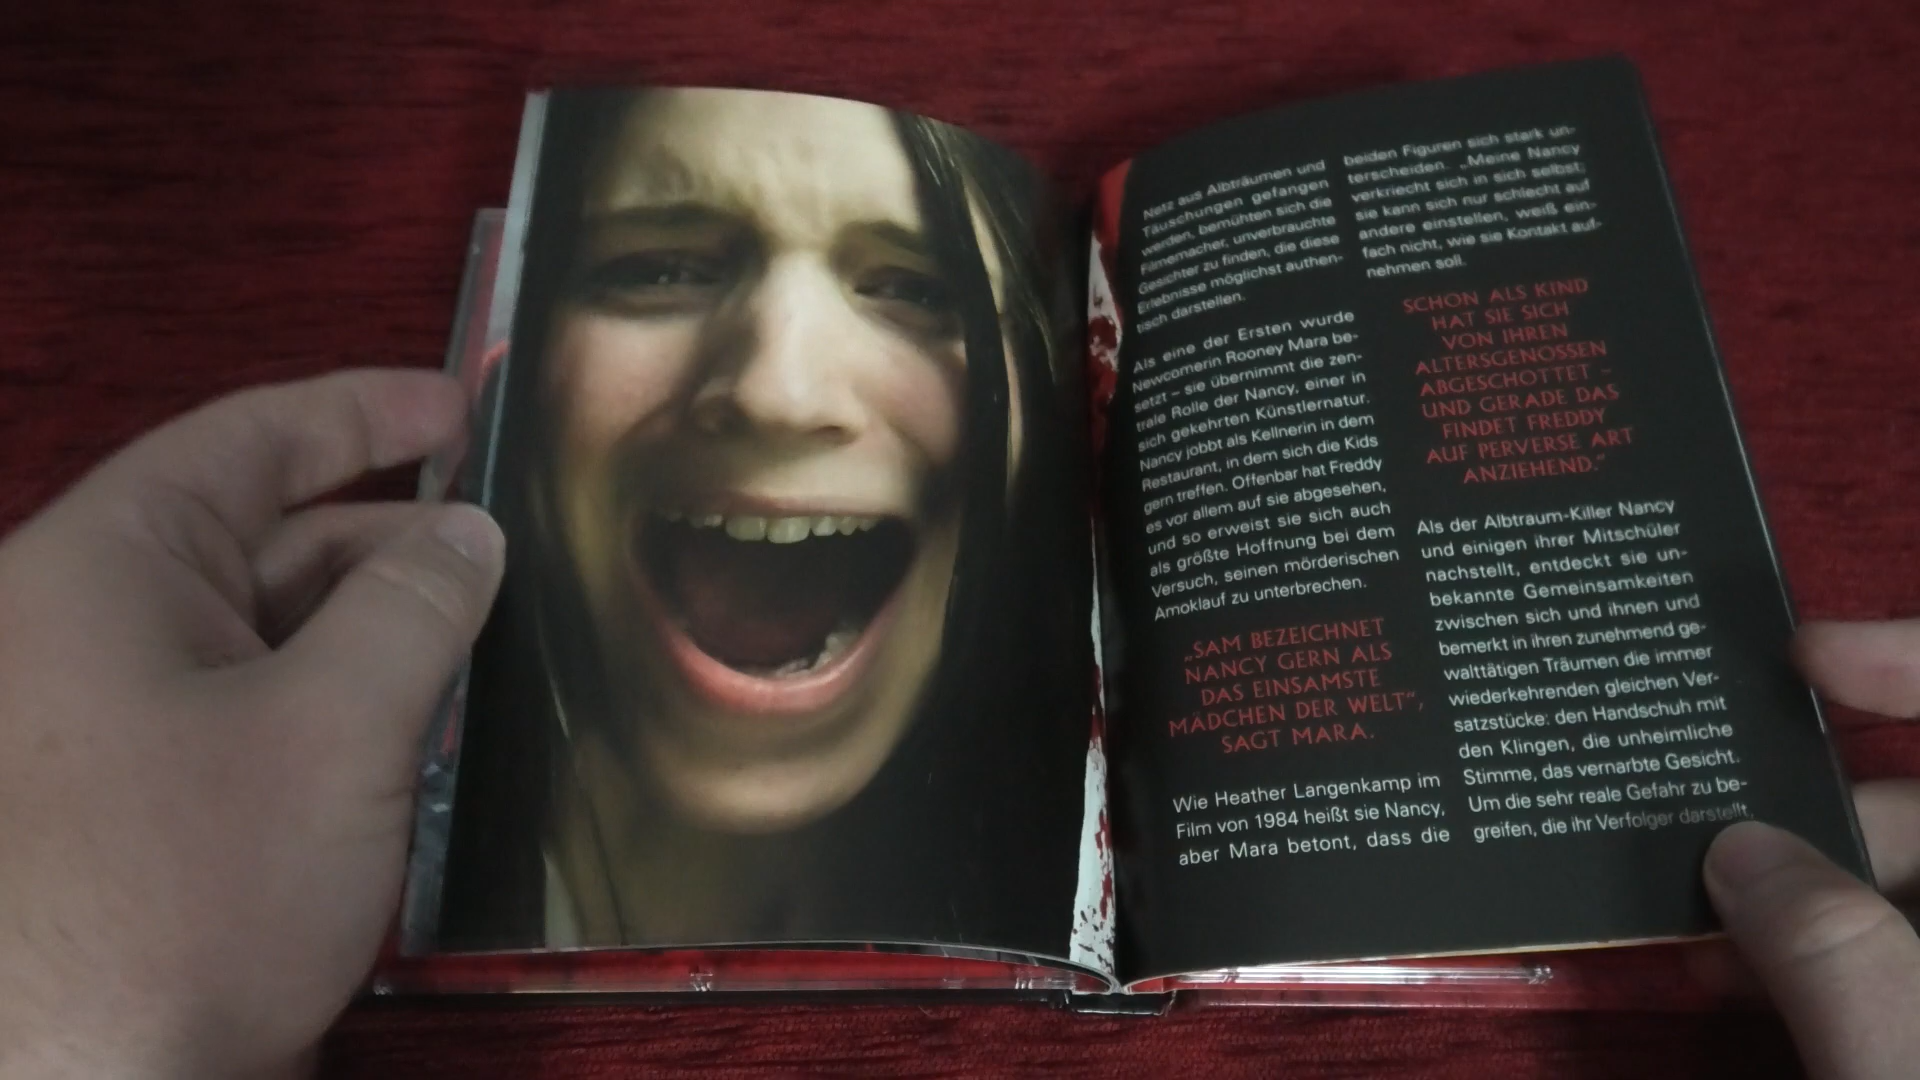 Netz aus Albträumen und
Täuschungen gefangen
werden, bemühten sich die
Filmemacher, unverbrauchte
Gesichter zu finden, die diese
Erlebnisse möglichst authen-
tisch darstellen.
Als eine der Ersten wurde
Newcomerin Rooney Mara be-
setzt – sie übernimmt die zen-
trale Rolle der Nancy, einer in
sich gekehrten Künstlernatur.
Nancy jobbt als Kellnerin in dem
Restaurant, in dem sich die Kids
gern treffen. Offenbar hat Freddy
es vor allem auf sie abgesehen,
und so erweist sie sich auch
als größte Hoffnung bei dem
Versuch, seinen mörderischen
Amoklauf zu unterbrechen.
„SAM BEZEICHNET
NANCY GERN ALS
DAS EINSAMSTE
MÄDCHEN DER WELT“,
SAGT MARA.
Wie Heather Langenkamp im
Film von 1984 heißt sie Nancy,
aber Mara betont, dass die
beiden Figuren sich stark un-
terscheiden. „Meine Nancy
verkriecht sich in sich selbst;
sie kann sich nur schlecht auf
andere einstellen, weiß ein-
fach nicht, wie sie Kontakt auf-
nehmen soll.
SCHON ALS KIND
HAT SIE SICH
VON IHREN
ALTERSGENOSSEN
ABGESCHOTTET –
UND GERADE DAS
FINDET FREDDY
AUF PERVERSE ART
ANZIEHEND.“
Als der Albtraum-Killer Nancy
und einigen ihrer Mitschüler
nachstellt, entdeckt sie un-
bekannte Gemeinsamkeiten
zwischen sich und ihnen und
bemerkt in ihren zunehmend ge-
walttätigen Träumen die immer
wiederkehrenden gleichen Ver-
satzstücke: den Handschuh mit
den Klingen, die unheimliche
Stimme, das vernarbte Gesicht.
Um die sehr reale Gefahr zu be-
greifen, die ihr Verfolger darstellt,